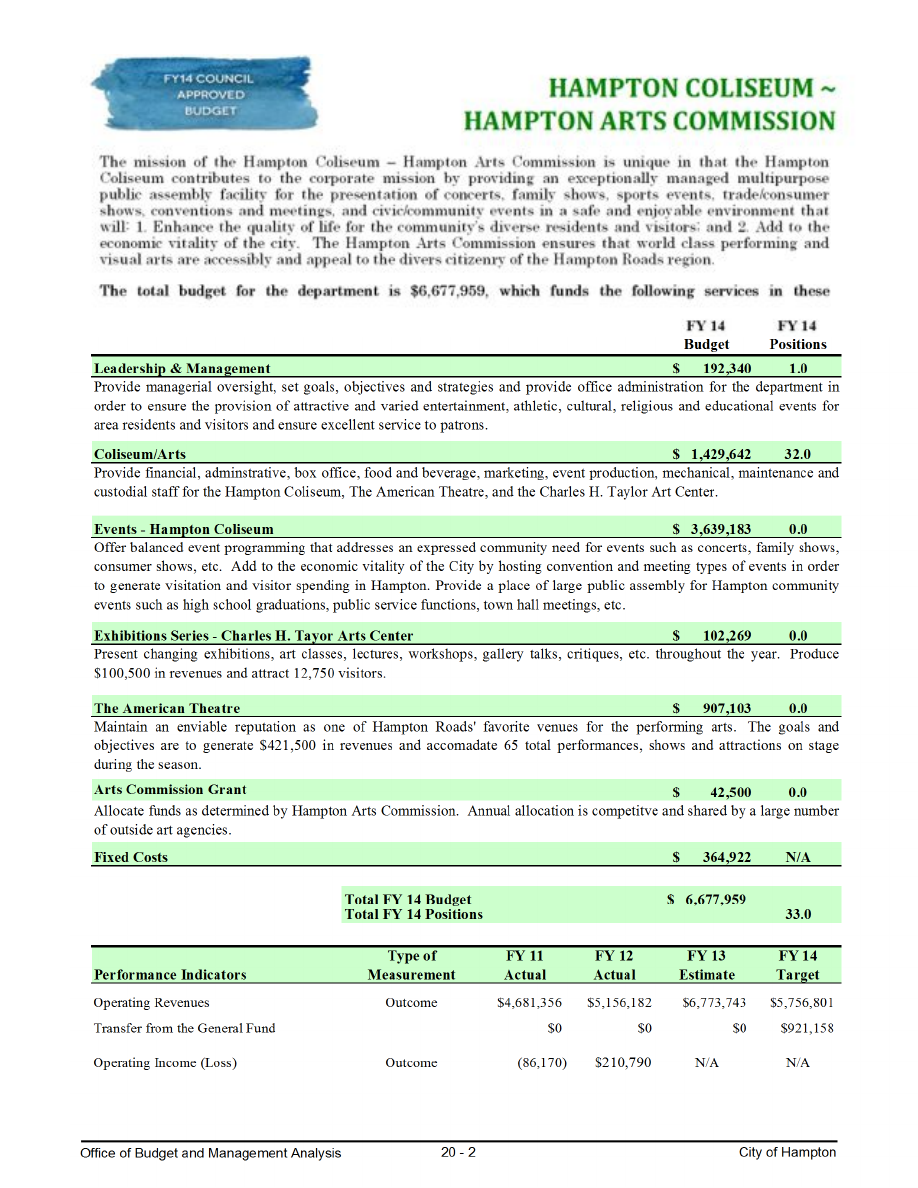 FY14 COUNCIL
APPROVED
BUDGET
HAMPTON COLISEUM ~
HAMPTON ARTS COMMISSION
The mission of the Hampton Coliseum – Hampton Arts Commission is unique in that the Hampton
Coliseum contributes to the corporate mission by providing an exceptionally managed multipurpose
public assembly facility for the presentation of concerts, family shows, sports events, trade/consumer
shows, conventions and meetings, and civic/community events in a safe and enjoyable environment that
will: 1. Enhance the quality of life for the community's diverse residents and visitors; and 2. Add to the
economic vitality of the city. The Hampton Arts Commission ensures that world class performing and
visual arts are accessibly and appeal to the divers citizenry of the Hampton Roads region.
The total budget for the department is $6,677,959, which funds the following services in these
FY 14 FY 14
Budget Positions
Leadership & Management $ 192,340 1.0
Provide managerial oversight, set goals, objectives and strategies and provide office administration for the department in
order to ensure the provision of attractive and varied entertainment, athletic, cultural, religious and educational events for
area residents and visitors and ensure excellent service to patrons.
Coliseum/Arts $ 1,429,642 32.0
Provide financial, adminstrative, box office, food and beverage, marketing, event production, mechanical, maintenance and
custodial staff for the Hampton Coliseum, The American Theatre, and the Charles H. Taylor Art Center.
Events - Hampton Coliseum $ 3,639,183 0.0
Offer balanced event programming that addresses an expressed community need for events such as concerts, family shows,
consumer shows, etc. Add to the economic vitality of the City by hosting convention and meeting types of events in order
to generate visitation and visitor spending in Hampton. Provide a place of large public assembly for Hampton community
events such as high school graduations, public service functions, town hall meetings, etc.
Exhibitions Series - Charles H. Tayor Arts Center $ 102,269 0.0
Present changing exhibitions, art classes, lectures, workshops, gallery talks, critiques, etc. throughout the year. Produce
$100,500 in revenues and attract 12,750 visitors.
The American Theatre $ 907,103 0.0
Maintain an enviable reputation as one of Hampton Roads' favorite venues for the performing arts. The goals and
objectives are to generate $421,500 in revenues and accomadate 65 total performances, shows and attractions on stage
during the season.
Arts Commission Grant $ 42,500 0.0
Allocate funds as determined by Hampton Arts Commission. Annual allocation is competitve and shared by a large number
of outside art agencies.
Fixed Costs $ 364,922 N/A
Total FY 14 Budget $ 6,677,959
Total FY 14 Positions 33.0
Type of FY 11 FY 12 FY 13 FY 14
Performance Indicators Measurement Actual Actual Estimate Target
Operating Revenues Outcome $4,681,356 $5,156,182 $6,773,743 $5,756,801
Transfer from the General Fund $0 $0 $0 $921,158
Operating Income (Loss) Outcome (86,170) $210,790 N/A N/A
Office of Budget and Management Analysis 20 - 2 City of Hampton